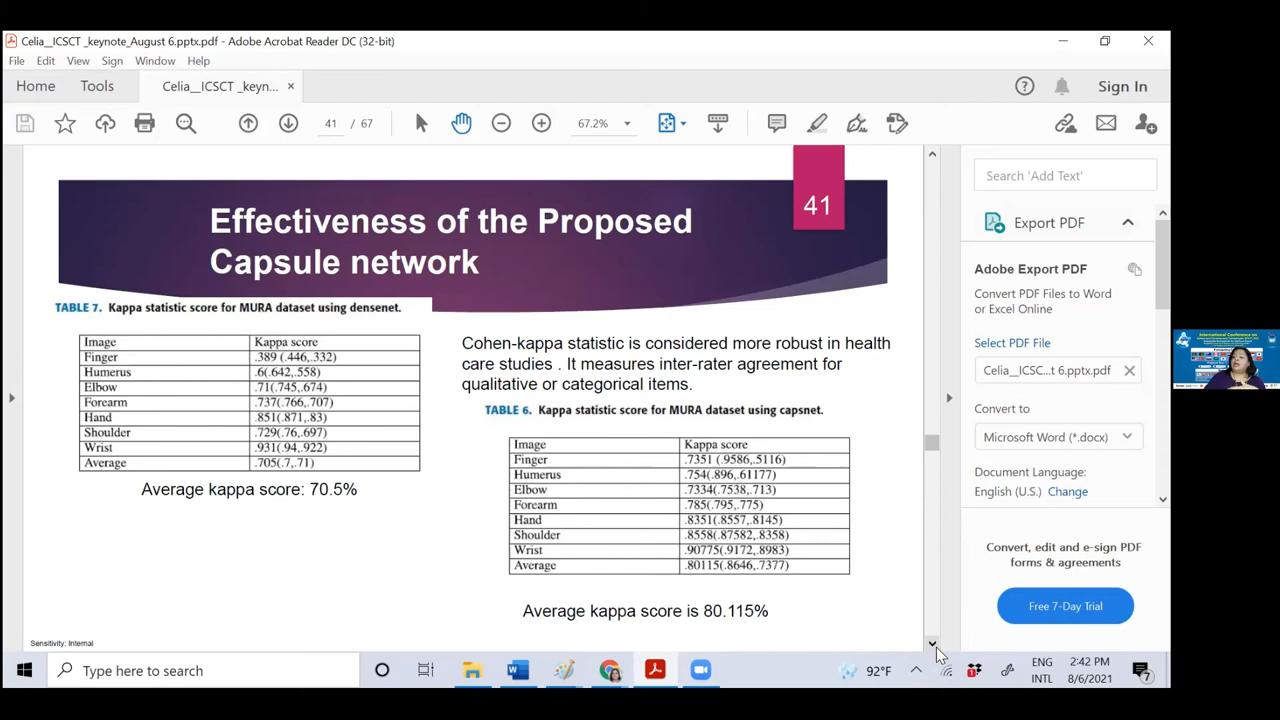 Celia__ICSCT _keynote_August 6.pptx.pdf - Adobe Acrobat Reader DC (32-bit)
File Edit View Sign Window Help
Home Tools Celia__ICSCT _keyn... ×
Sign In
41 / 67 67.2%
41
Effectiveness of the Proposed
Capsule network
TABLE 7. Kappa statistic score for MURA dataset using densenet.
Image Kappa score
Finger .389 (.446,.332)
Humerus .6(.642,.558)
Elbow .71(.745,.674)
Forearm .737(.766,.707)
Hand .851(.871,.83)
Shoulder .729(.76,.697)
Wrist .931(.94,.922)
Average .705(.7,.71)
Average kappa score: 70.5%
Cohen-kappa statistic is considered more robust in health
care studies . It measures inter-rater agreement for
qualitative or categorical items.
TABLE 6. Kappa statistic score for MURA dataset using capsnet.
Image Kappa score
Finger .7351 (.9586,.5116)
Humerus .754(.896,.61177)
Elbow .7334(.7538,.713)
Forearm .785(.795,.775)
Hand .8351(.8557,.8145)
Shoulder .8558(.87582,.8358)
Wrist .90775(.9172,.8983)
Average .80115(.8646,.7377)
Average kappa score is 80.115%
Sensitivity: Internal
Search 'Add Text'
Export PDF
Adobe Export PDF
Convert PDF Files to Word
or Excel Online
Select PDF File
Celia__ICSC...t 6.pptx.pdf
Convert to
Microsoft Word (*.docx)
Document Language:
English (U.S.) Change
Convert, edit and e-sign PDF
forms & agreements
Free 7-Day Trial
International Conference on
Type here to search
92°F
ENG
INTL
2:42 PM
8/6/2021
7